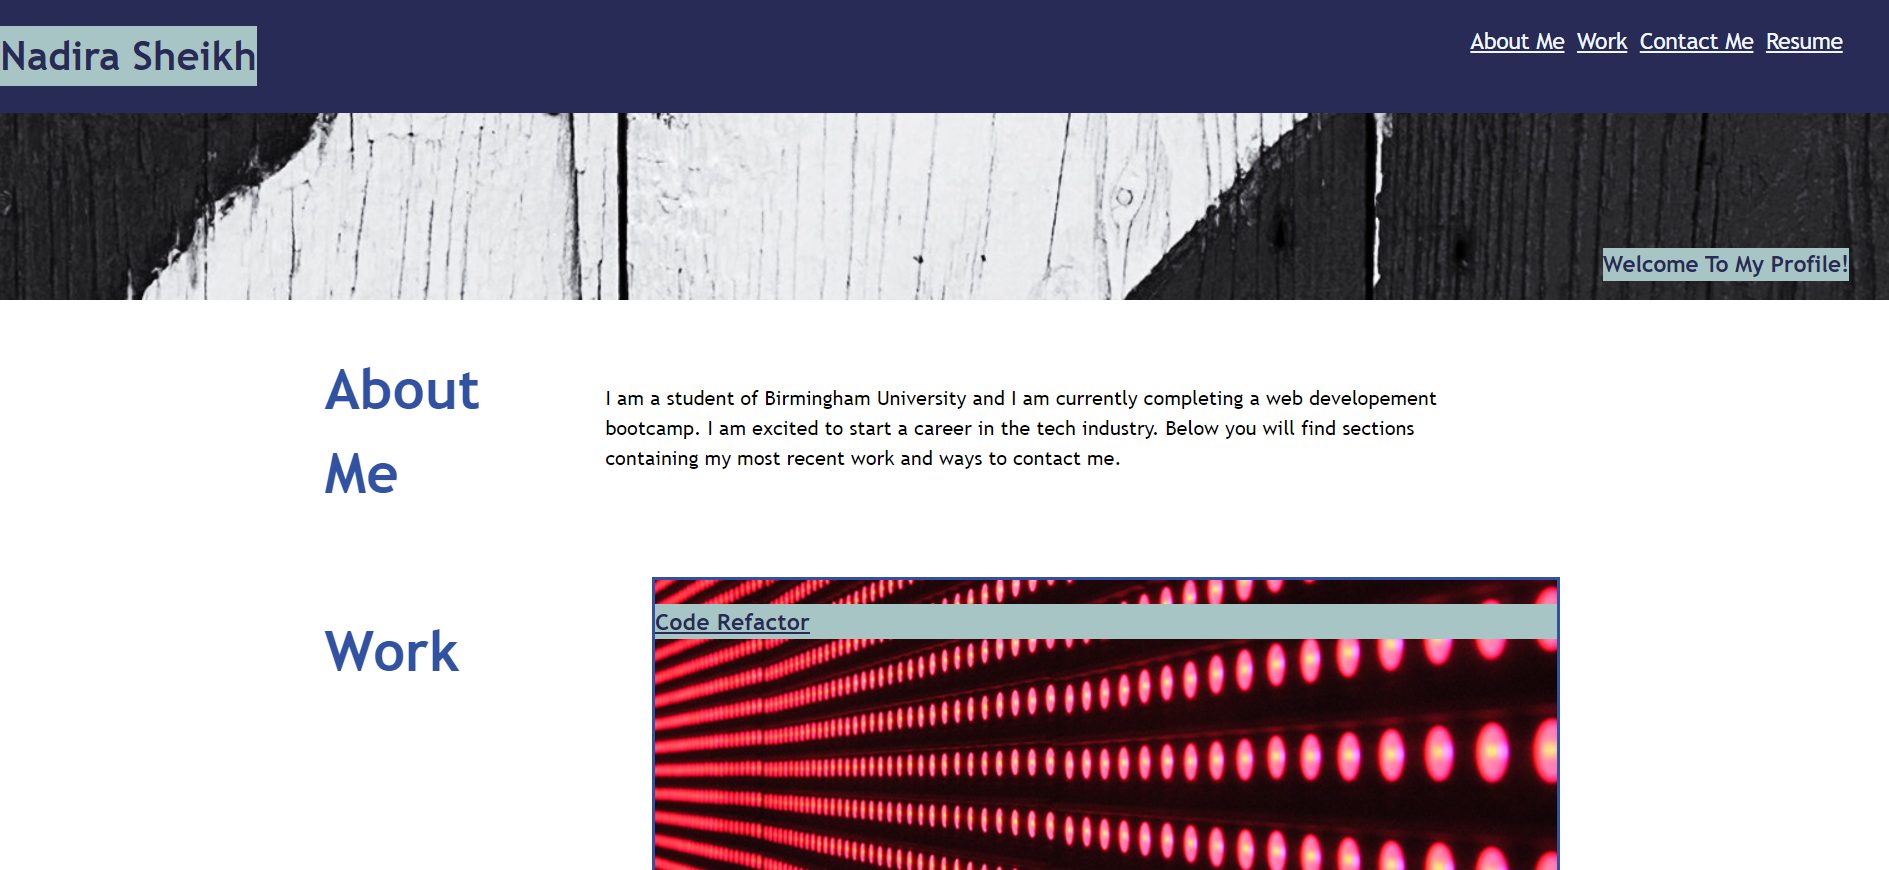 Nadira Sheikh
About Me Work Contact Me Resume
Welcome To My Profile!
About
Me
I am a student of Birmingham University and I am currently completing a web developement
bootcamp. I am excited to start a career in the tech industry. Below you will find sections
containing my most recent work and ways to contact me.
Work
Code Refactor